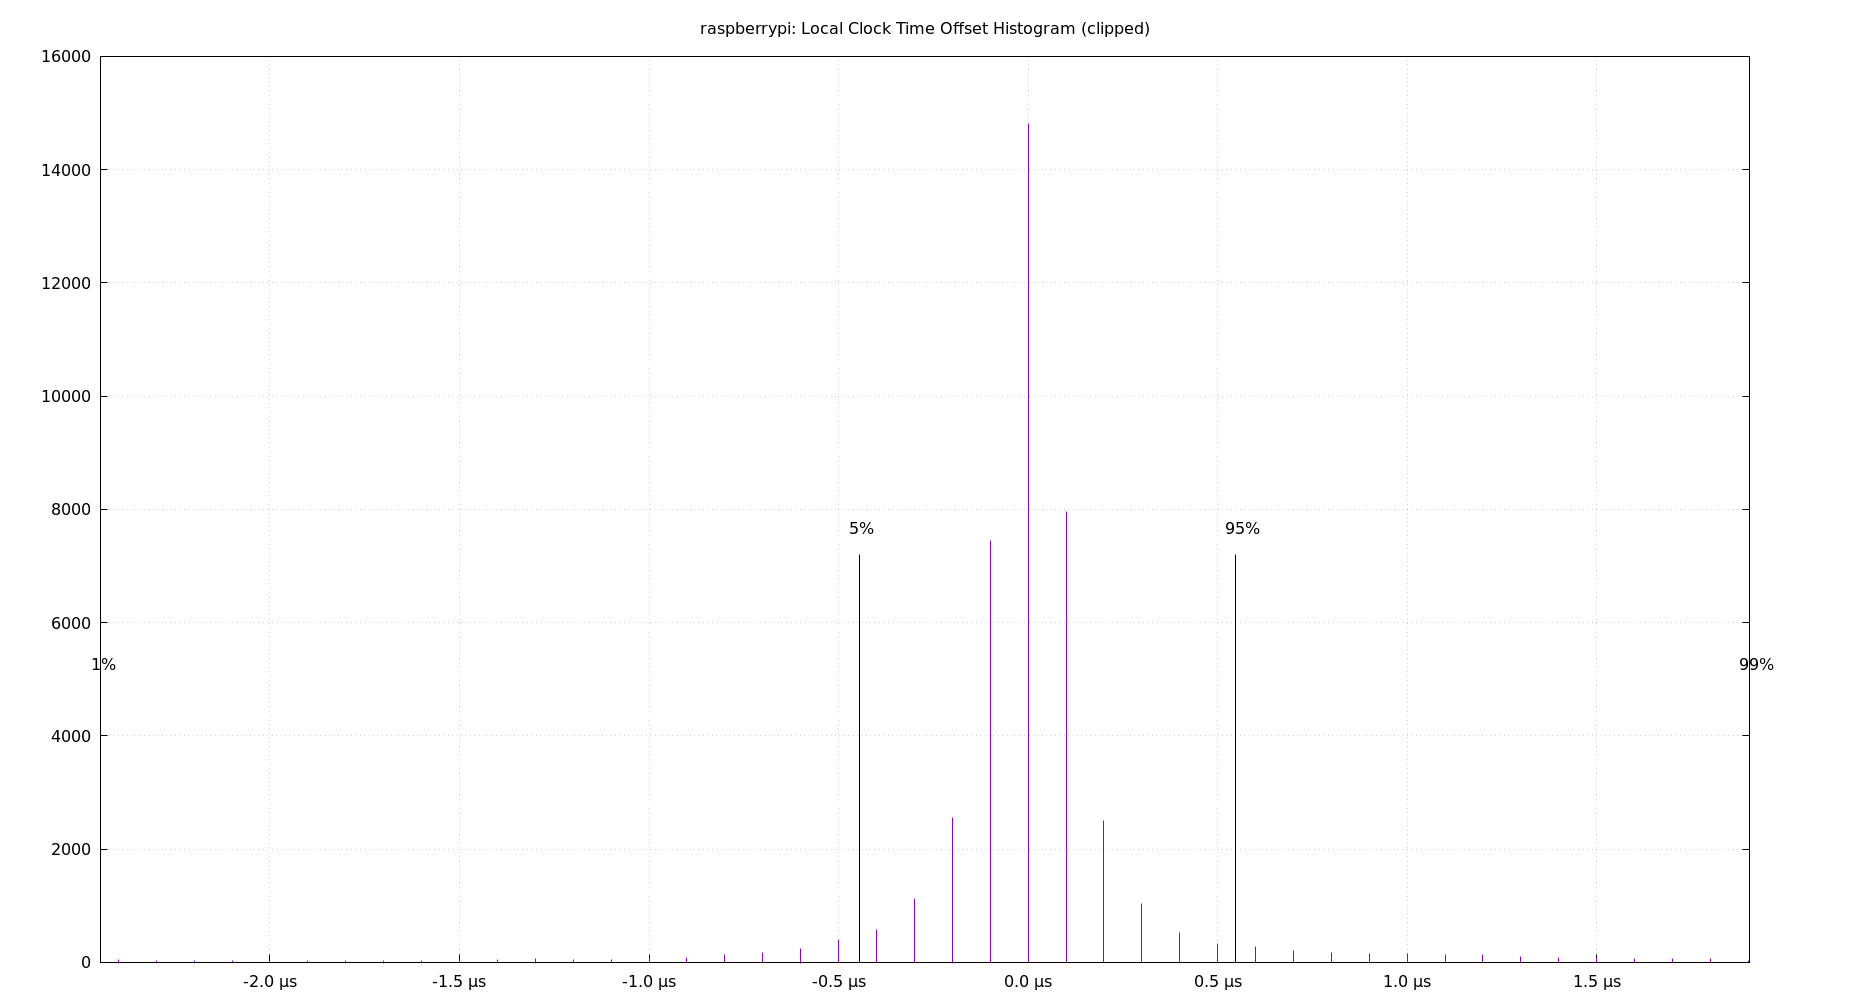 raspberrypi: Local Clock Time Offset Histogram (clipped)
16000
14000
12000
10000
8000
5%
95%
6000
1%
99%
4000
2000
0
-2.0 µs
-1.5 µs
-1.0 µs
-0.5 µs
0.0 µs
0.5 µs
1.0 µs
1.5 µs